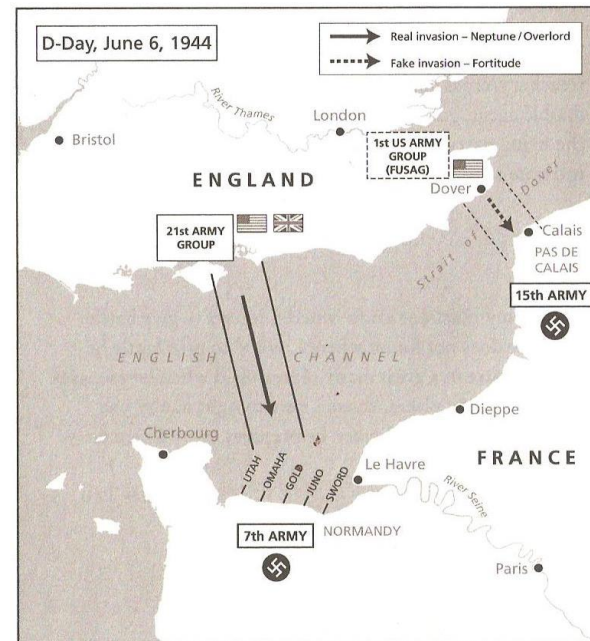 D-Day, June 6, 1944
Real invasion – Neptune/Overlord
Fake invasion – Fortitude
River Thames
London
Bristol
1st US ARMY
GROUP
(FUSAG)
Dover
Strait of Dover
ENGLAND
21st ARMY
GROUP
Calais
PAS DE
CALAIS
15th ARMY
ENGLISH CHANNEL
Dieppe
Cherbourg
UTAH
OMAHA
GOLD
JUNO
SWORD
Le Havre
FRANCE
River Seine
7th ARMY
NORMANDY
Paris